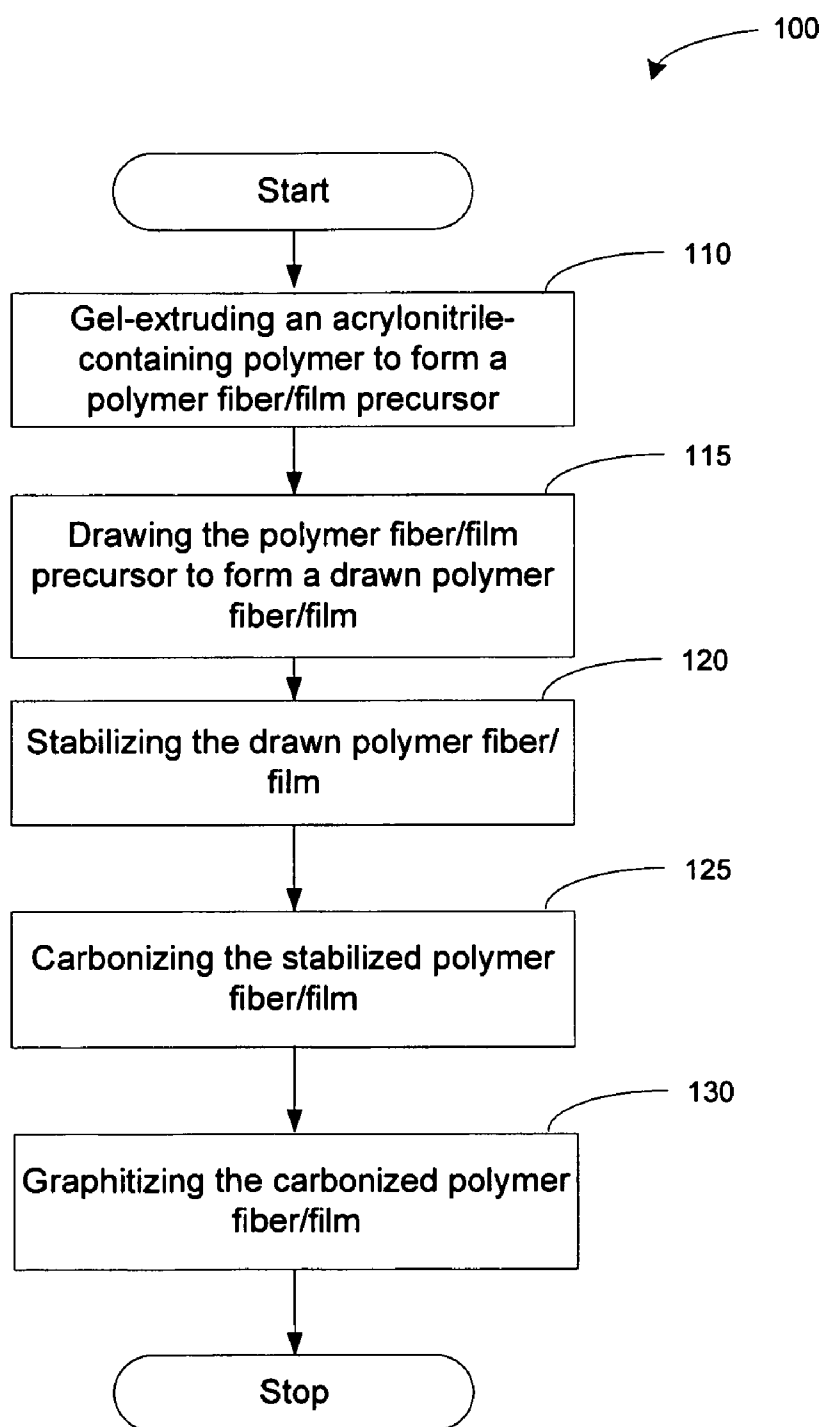 100
Start
110
Gel-extruding an acrylonitrile-
containing polymer to form a
polymer fiber/film precursor
115
Drawing the polymer fiber/film
precursor to form a drawn polymer
fiber/film
120
Stabilizing the drawn polymer fiber/
film
125
Carbonizing the stabilized polymer
fiber/film
130
Graphitizing the carbonized polymer
fiber/film
Stop